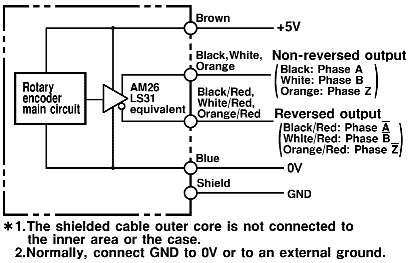 Brown
+5V
Black, White,
Orange
Non-reversed output
(Black: Phase A
White: Phase B
Orange: Phase Z)
Rotary
encoder
main circuit
AM26
LS31
equivalent
Black/Red,
White/Red,
Orange/Red
Reversed output
(Black/Red: Phase A̅
White/Red: Phase B̅
Orange/Red: Phase Z̅)
Blue
0V
Shield
GND
*1.The shielded cable outer core is not connected to
the inner area or the case.
2.Normally, connect GND to 0V or to an external ground.